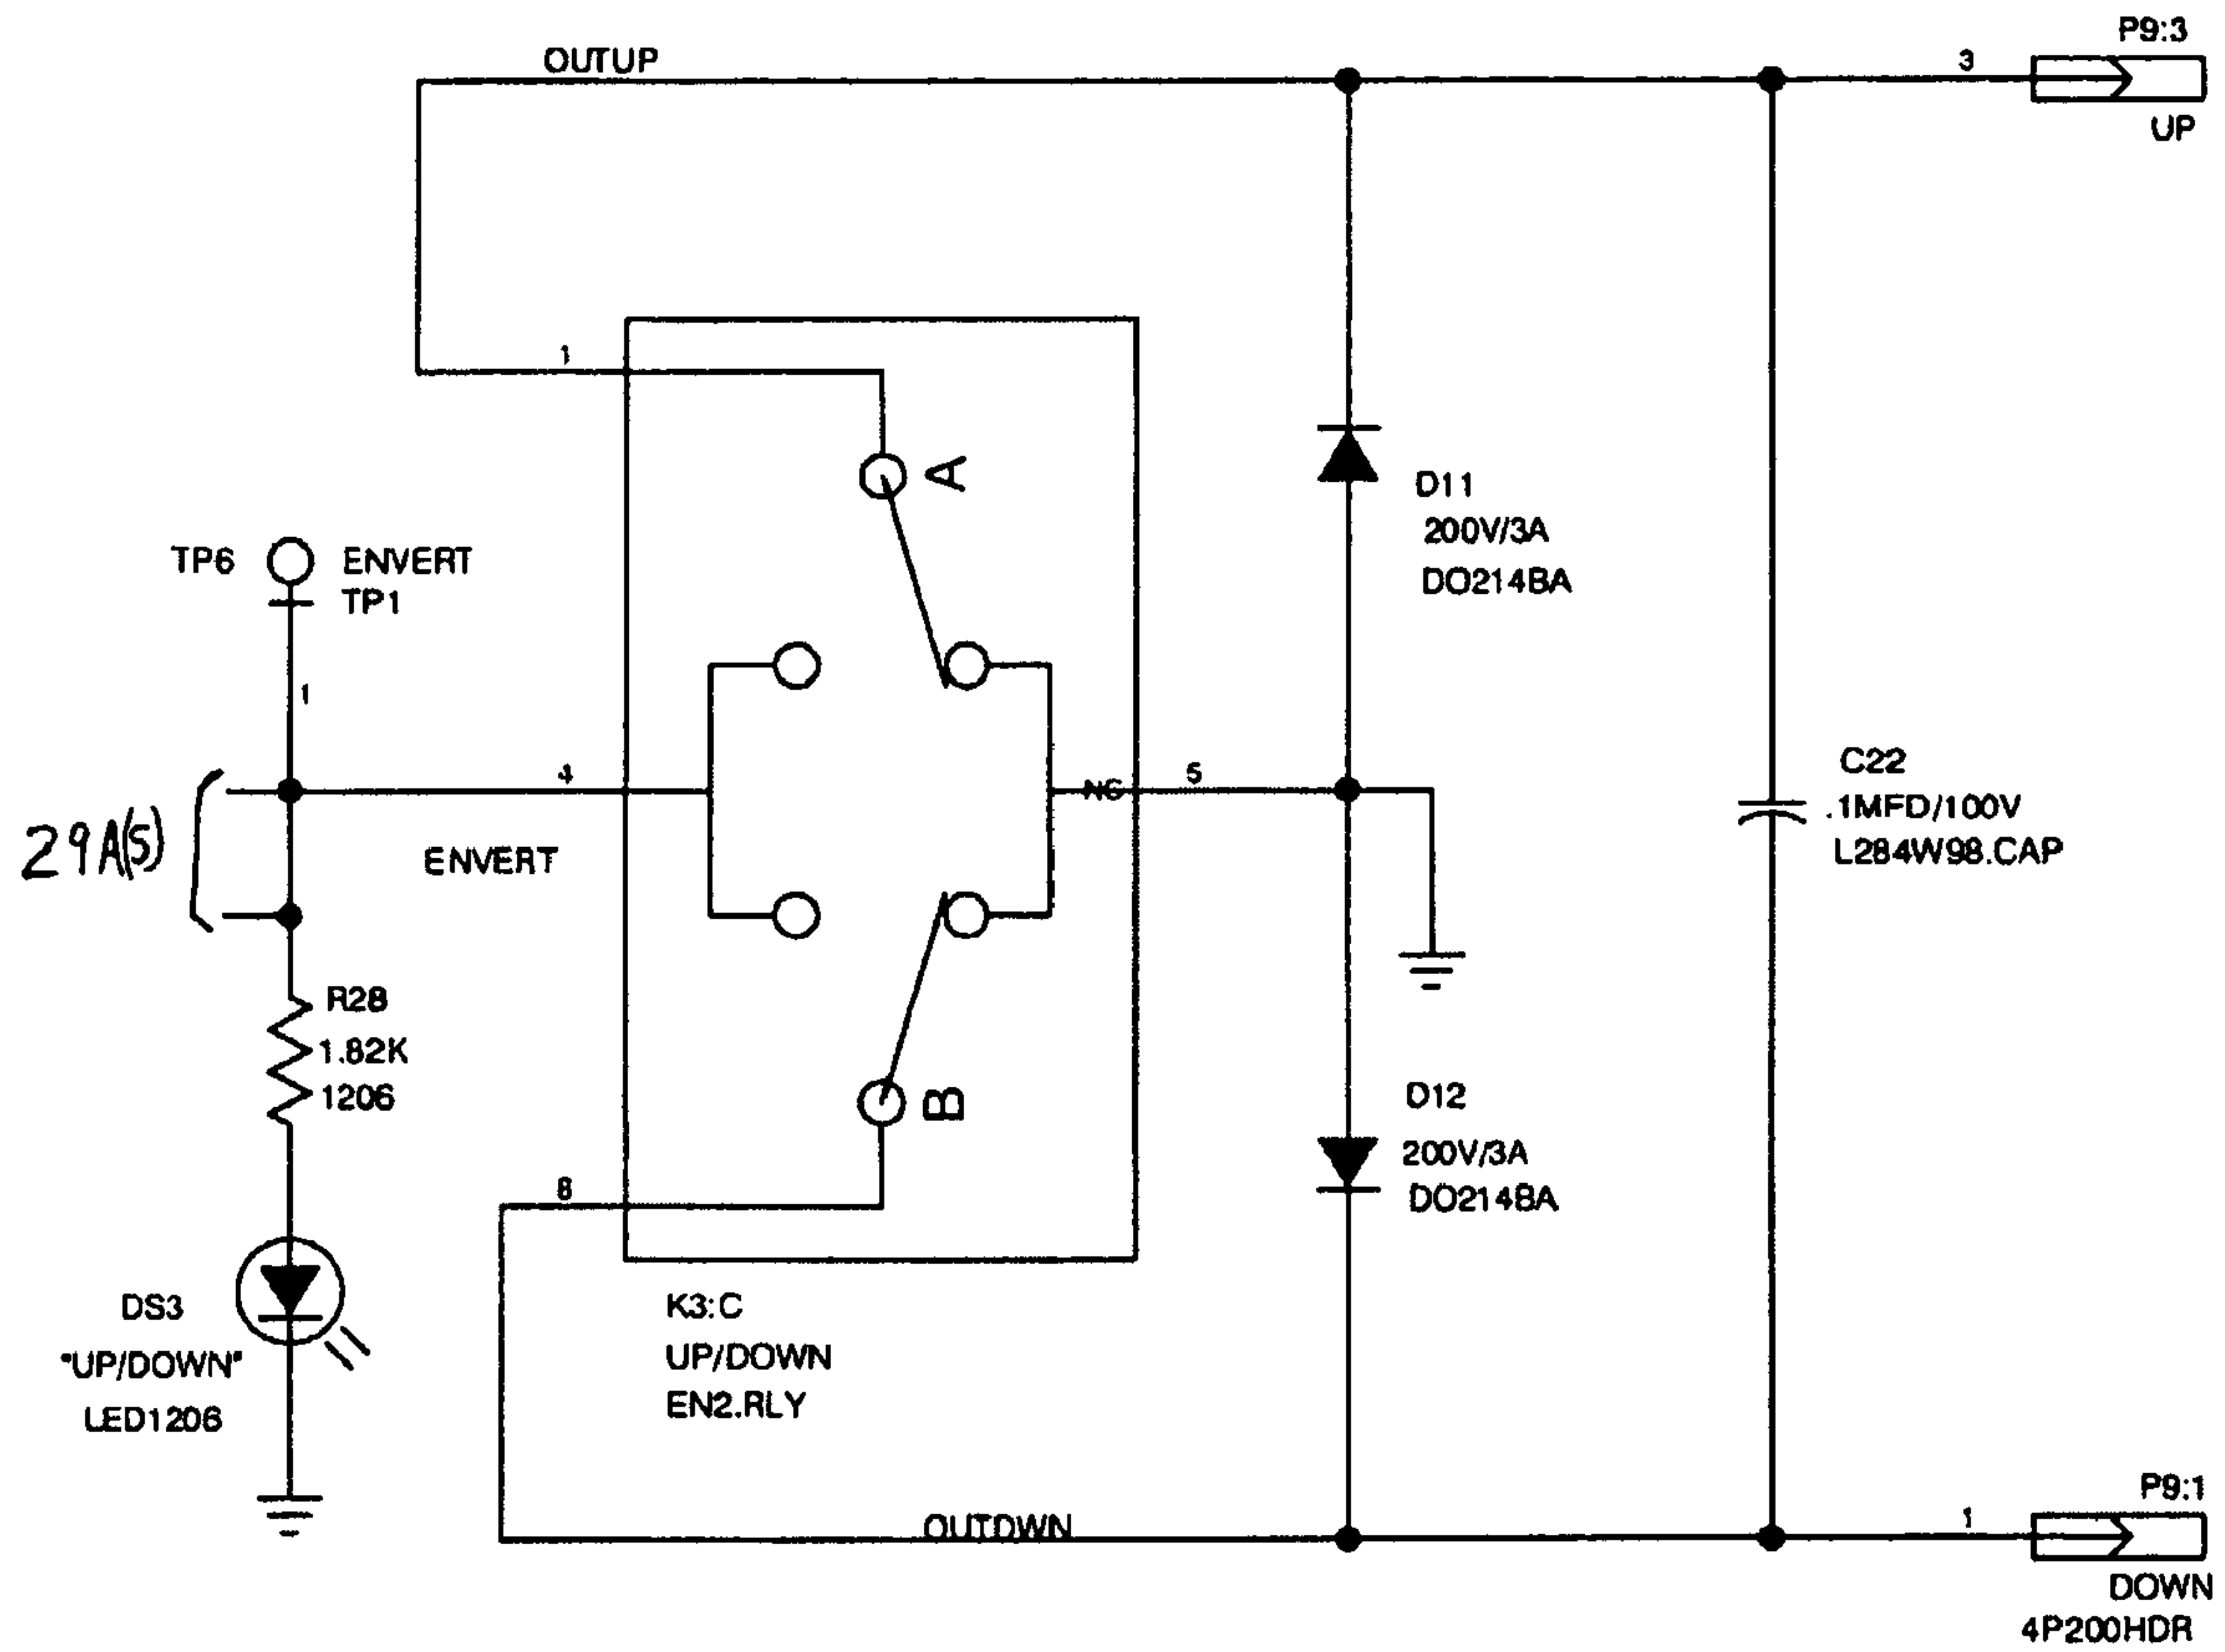 P9:3
OUTUP
3
UP
1
A
D11
200V/3A
DO214BA
TP6
ENVERT
TP1
1
4
NC
5
C22
.1MFD/100V
L284W98.CAP
29A(S)
ENVERT
R28
1.82K
1206
B
D12
200V/3A
DO214BA
8
DS3
"UP/DOWN"
LED1206
K3:C
UP/DOWN
EN2.RLY
P9:1
OUTDWN
1
DOWN
4P200HDR